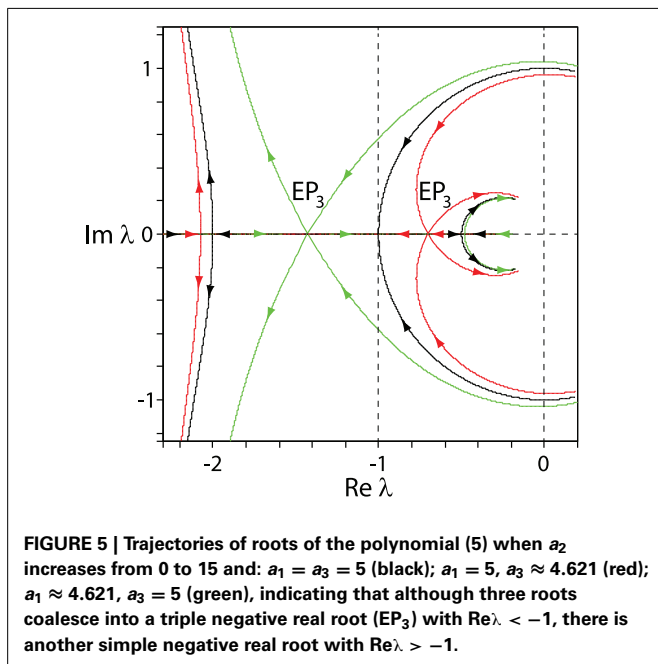 1
EP₃
EP₃
Im λ 0
-1
-2
-1
0
Re λ
FIGURE 5 | Trajectories of roots of the polynomial (5) when a₂
increases from 0 to 15 and: a₁ = a₃ = 5 (black); a₁ = 5, a₃ ≈ 4.621 (red);
a₁ ≈ 4.621, a₃ = 5 (green), indicating that although three roots
coalesce into a triple negative real root (EP₃) with Reλ < −1, there is
another simple negative real root with Reλ > −1.